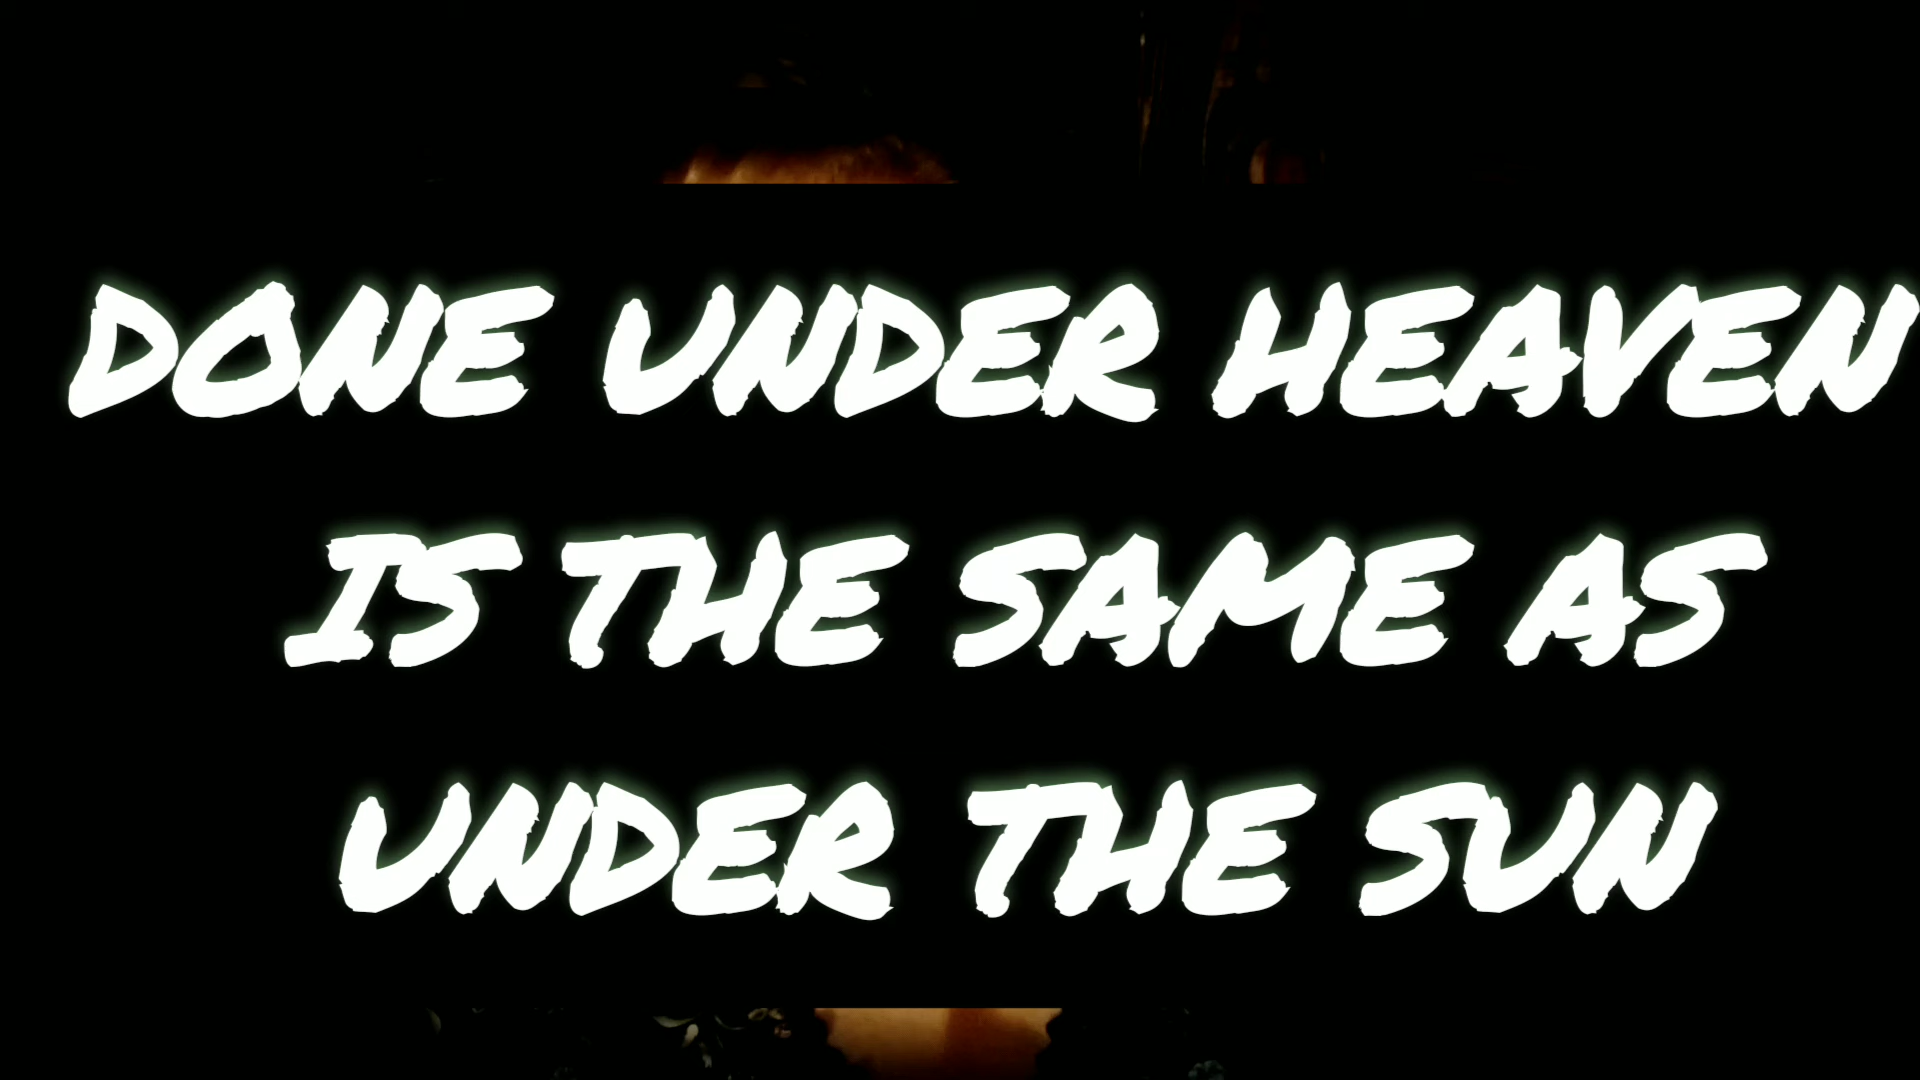 DONE UNDER HEAVEN
IS THE SAME AS
UNDER THE SUN